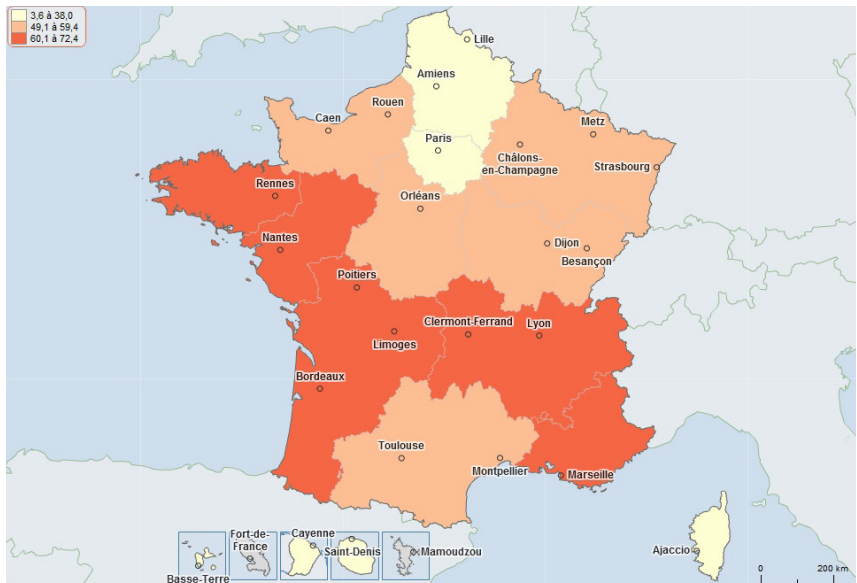 3,6 à 38,0
49,1 à 59,4
60,1 à 72,4
Lille
Amiens
Rouen
Caen
Metz
Paris
Châlons-
en-Champagne
Strasbourg
Rennes
Orléans
Nantes
Dijon
Besançon
Poitiers
Clermont-Ferrand
Lyon
Limoges
Bordeaux
Toulouse
Montpellier
Marseille
Fort-de-
France
Cayenne
Saint-Denis
Mamoudzou
Basse-Terre
Ajaccio
0 200 km